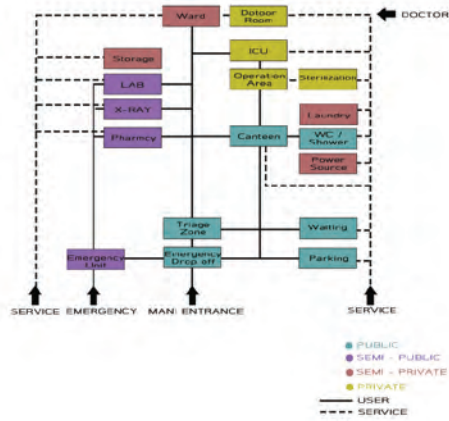 Ward
Dotoor
Room
DOCTOR
ICU
Storage
Operation
Area
Sterilization
LAB
X-RAY
Laundry
Pharmcy
Canteen
WC /
Shower
Power
Source
Triage
Zone
Waiting
Emergency
Unit
Emergency
Drop off
Parking
SERVICE
EMERGENCY
MANI ENTRANCE
SERVICE
PUBLIC
SEMI - PUBLIC
SEMI - PRIVATE
PRIVATE
USER
SERVICE